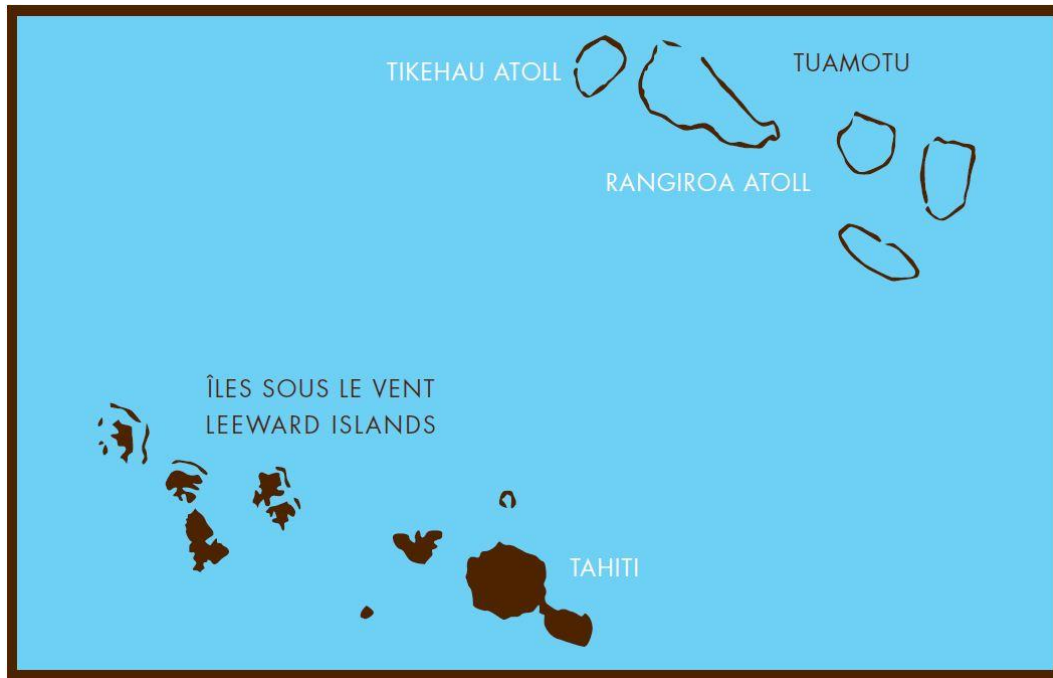 TIKEHAU ATOLL
TUAMOTU
RANGIROA ATOLL
ÎLES SOUS LE VENT
LEEWARD ISLANDS
TAHITI